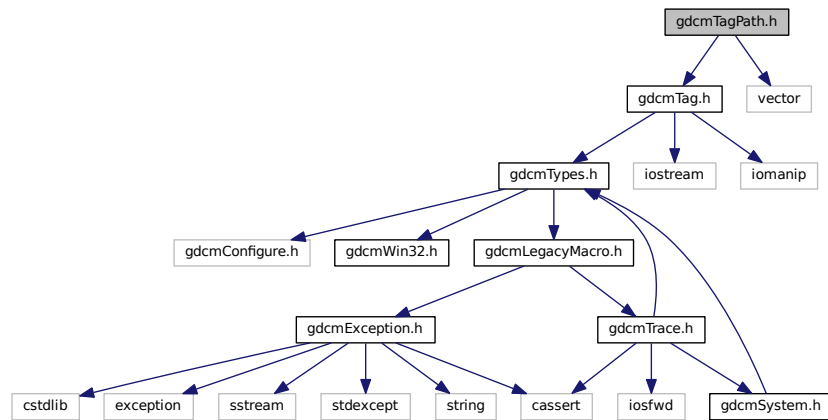 gdcmTagPath.h
gdcmTag.h
vector
gdcmTypes.h
iostream
iomanip
gdcmConfigure.h
gdcmWin32.h
gdcmLegacyMacro.h
gdcmException.h
gdcmTrace.h
cstdlib
exception
sstream
stdexcept
string
cassert
iosfwd
gdcmSystem.h